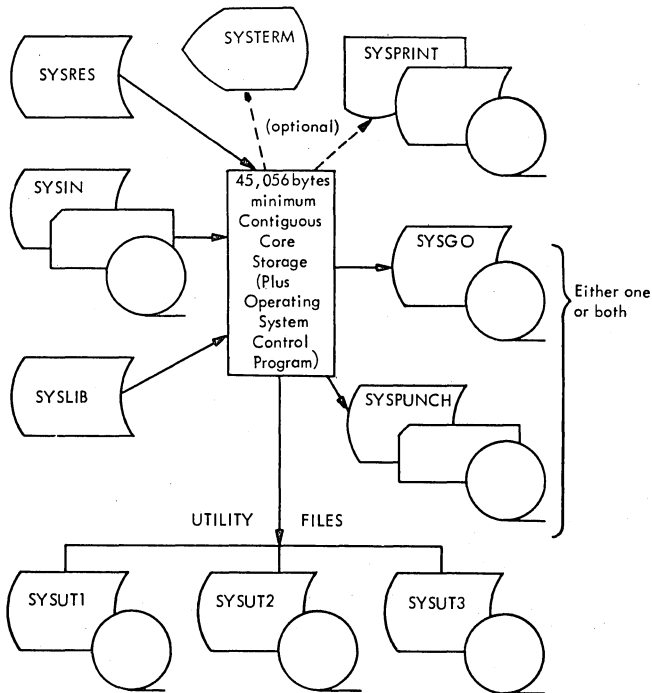 SYSTERM
SYSPRINT
SYSRES
(optional)
SYSIN
45,056 bytes
minimum
Contiguous
Core
Storage
(Plus
Operating
System
Control
Program)
SYSGO
Either one
or both
SYSLIB
SYSPUNCH
UTILITY FILES
SYSUT1
SYSUT2
SYSUT3